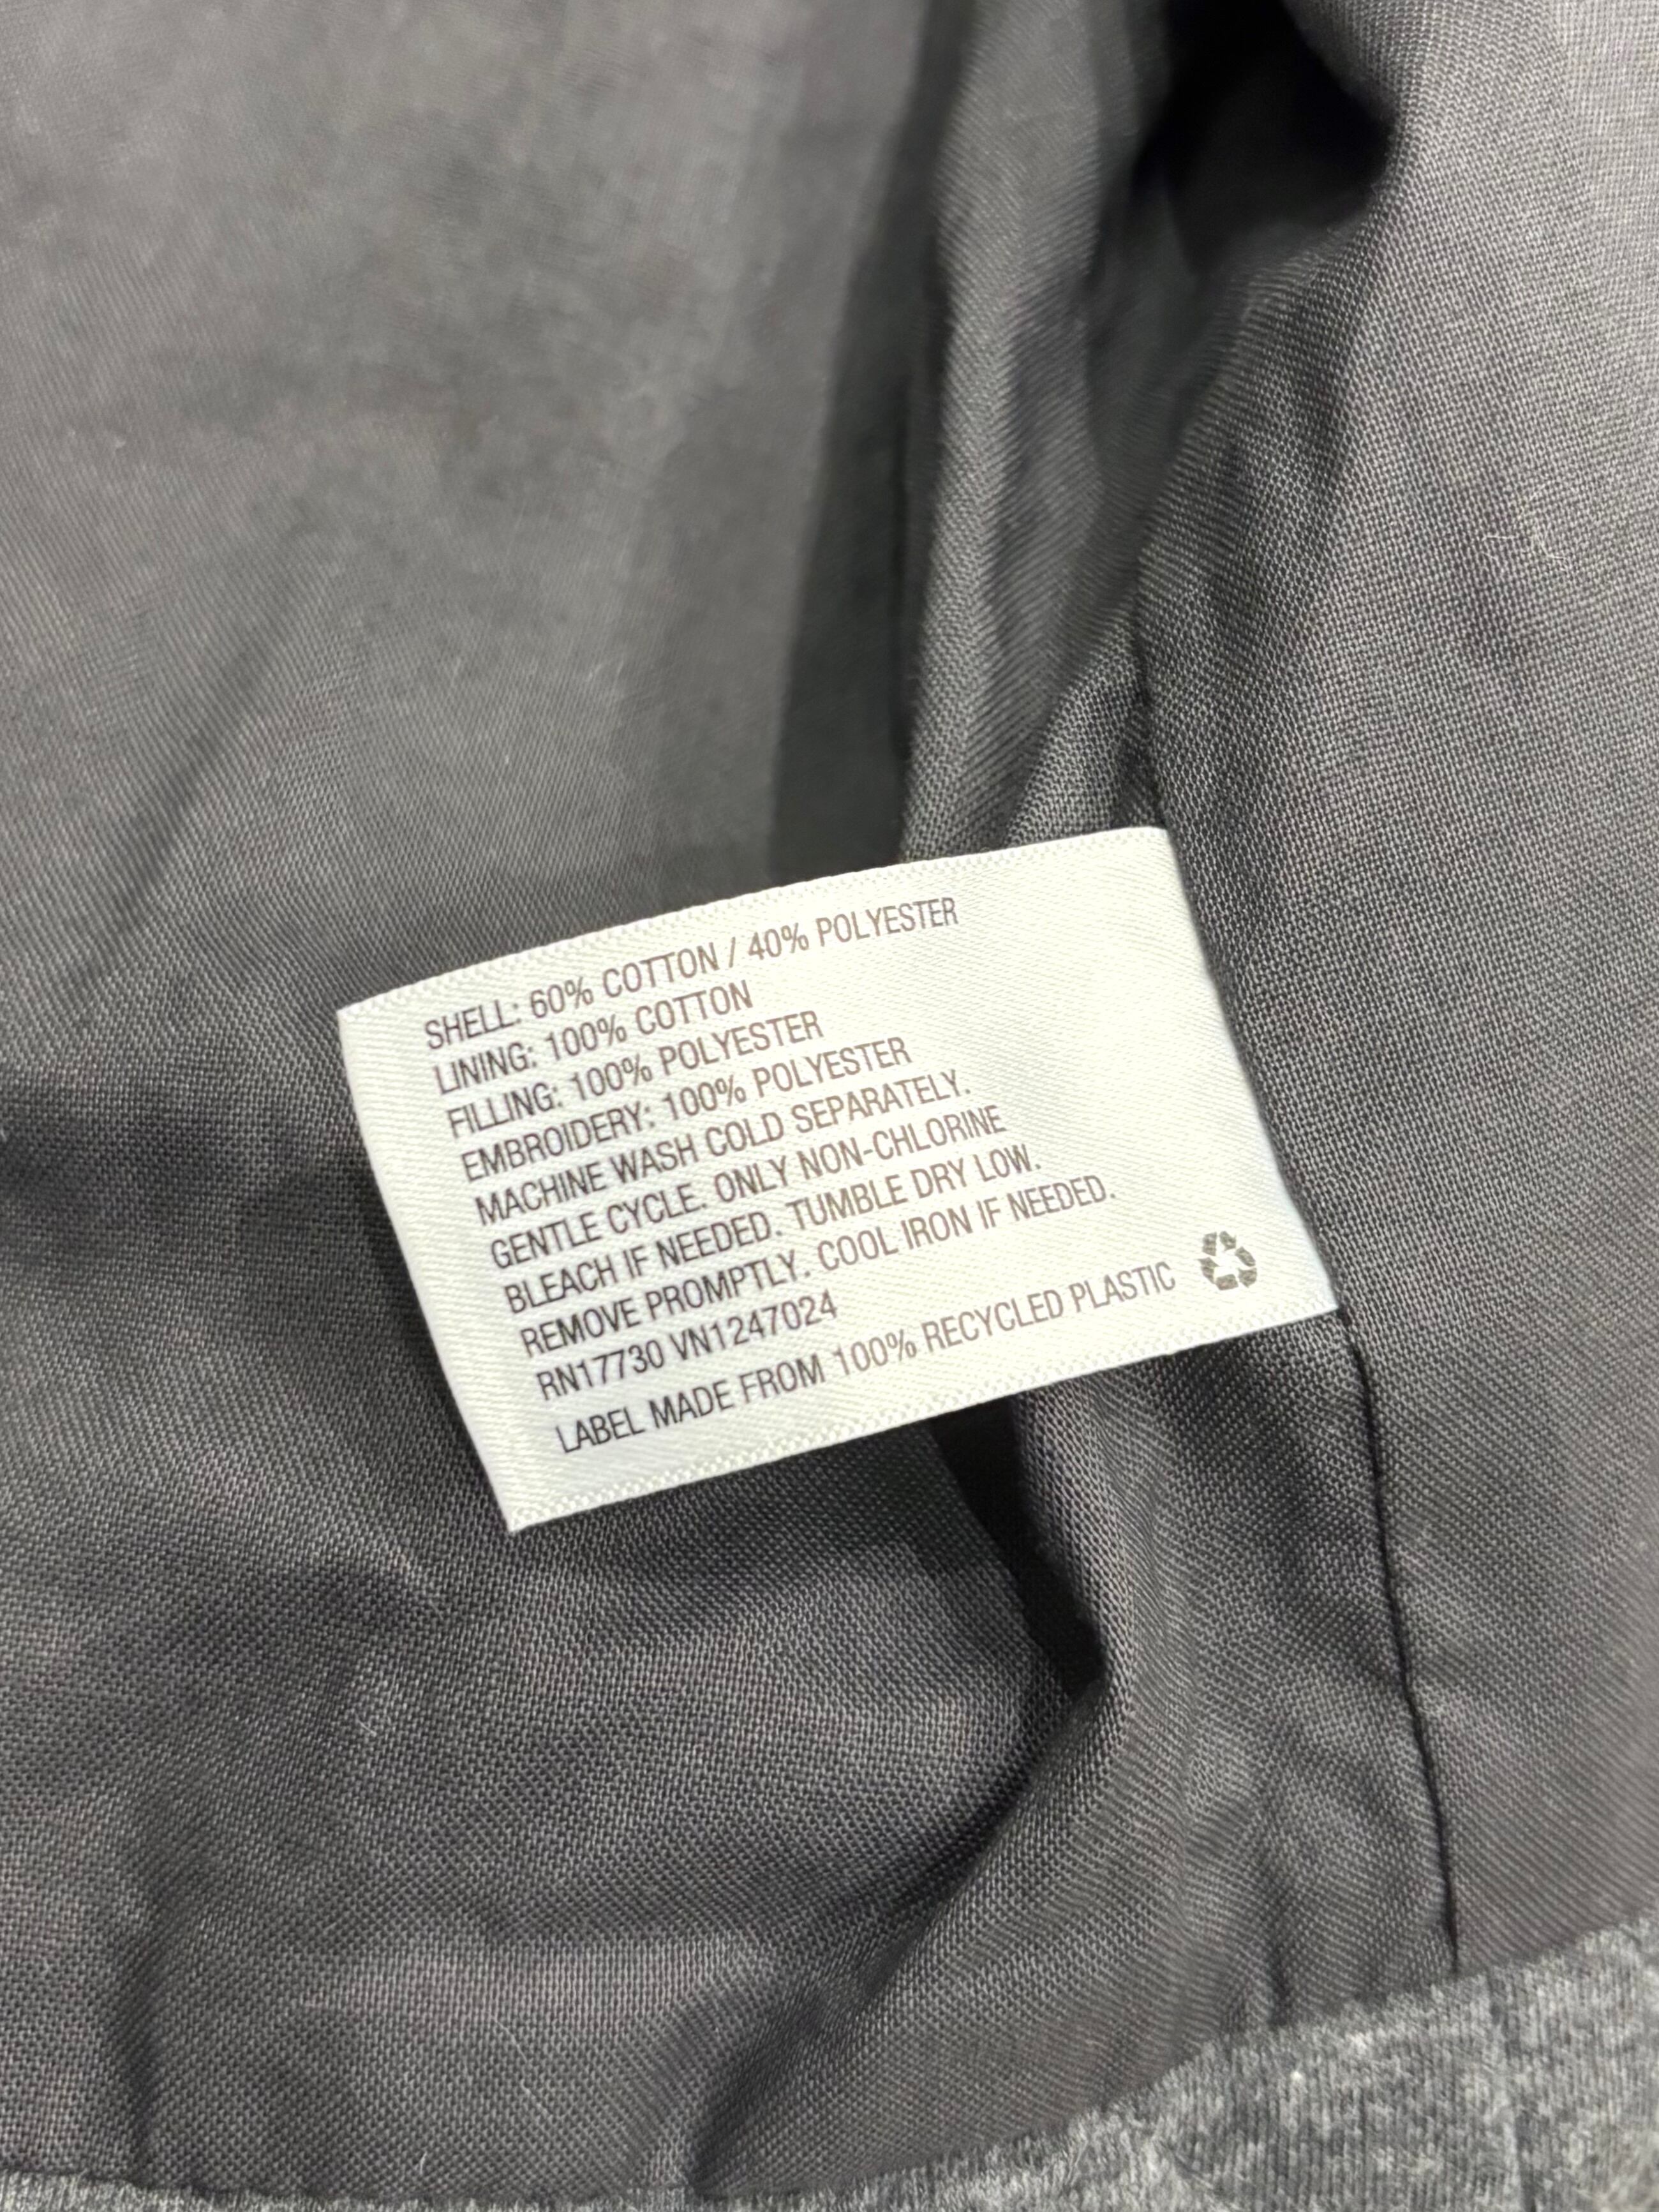 SHELL: 60% COTTON / 40% POLYESTER
LINING: 100% COTTON
FILLING: 100% POLYESTER
EMBROIDERY: 100% POLYESTER
MACHINE WASH COLD SEPARATELY.
GENTLE CYCLE. ONLY NON-CHLORINE
BLEACH IF NEEDED. TUMBLE DRY LOW.
REMOVE PROMPTLY. COOL IRON IF NEEDED.
RN17730 VN1247024
LABEL MADE FROM 100% RECYCLED PLASTIC